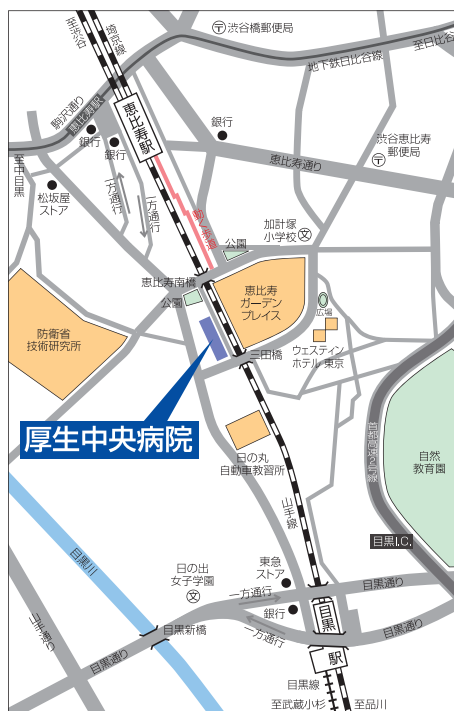 至渋谷
埼京線
〒渋谷橋郵便局
地下鉄日比谷線
至日比谷
駒沢通り
恵比寿駅
恵比寿駅
銀行
銀行
銀行
渋谷恵比寿
郵便局
〒
恵比寿通り
至中目黒
松坂屋
ストア
一方通行
一方通行
動く歩道
加計塚
小学校
文
公園
恵比寿南橋
公園
恵比寿
ガーデン
プレイス
広場
防衛省
技術研究所
三田橋
ウェスティン
ホテル 東京
厚生中央病院
日の丸
自動車教習所
首都高速2号線
自然
教育園
山手線
目黒I.C.
目黒川
日の出
女子学園
文
東急
ストア
目黒通り
一方通行
銀行
目黒
駅
一方通行
目黒新橋
山手通り
目黒通り
目黒通り
目黒線
至武蔵小杉
至品川